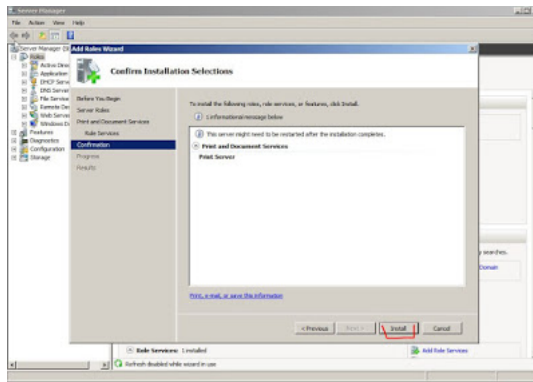 Server Manager
File Action View Help
Server Manager (DC
Roles
Active Direc
Application
DHCP Serve
DNS Server
File Service
Remote Des
Web Server
Windows D
Features
Diagnostics
Configuration
Storage
Add Roles Wizard
Confirm Installation Selections
Before You Begin
Server Roles
Print and Document Services
Role Services
Confirmation
Progress
Results
To install the following roles, role services, or features, click Install.
1 informational message below
This server might need to be restarted after the installation completes.
Print and Document Services
Print Server
Print, e-mail, or save this information
< Previous
Next >
Install
Cancel
y searches.
Domain
Role Services: 1 installed
Add Role Services
Refresh disabled while wizard in use